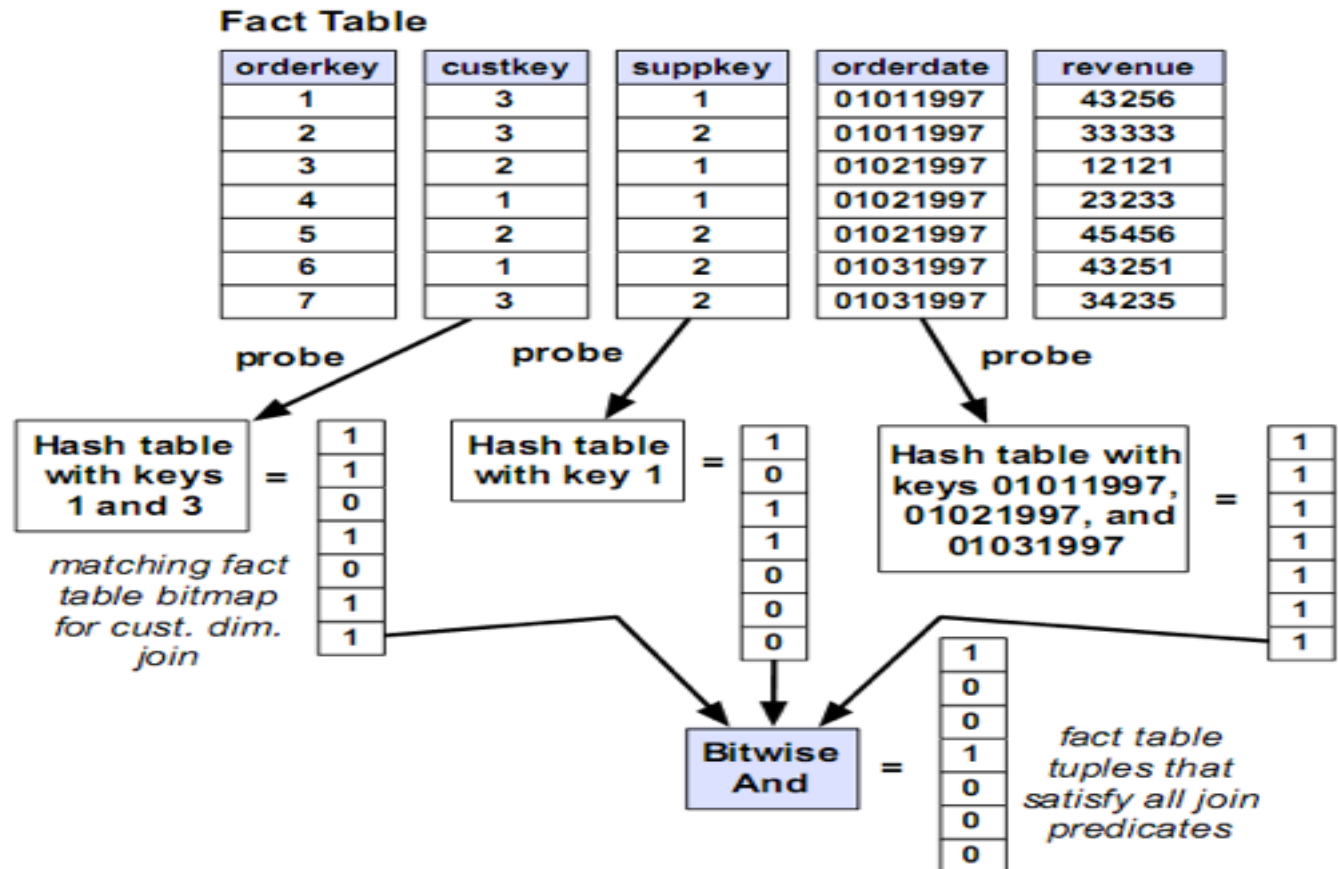 Fact Table
orderkey custkey suppkey orderdate revenue
1 3 1 01011997 43256
2 3 2 01011997 33333
3 2 1 01021997 12121
4 1 1 01021997 23233
5 2 2 01021997 45456
6 1 2 01031997 43251
7 3 2 01031997 34235
probe
probe
probe
Hash table
with keys
1 and 3
=
1
1
0
1
0
1
1
matching fact
table bitmap
for cust. dim.
join
Hash table
with key 1
=
1
0
1
1
0
0
0
Hash table with
keys 01011997,
01021997, and
01031997
=
1
1
1
1
1
1
1
Bitwise
And
=
1
0
0
1
0
0
0
fact table
tuples that
satisfy all join
predicates